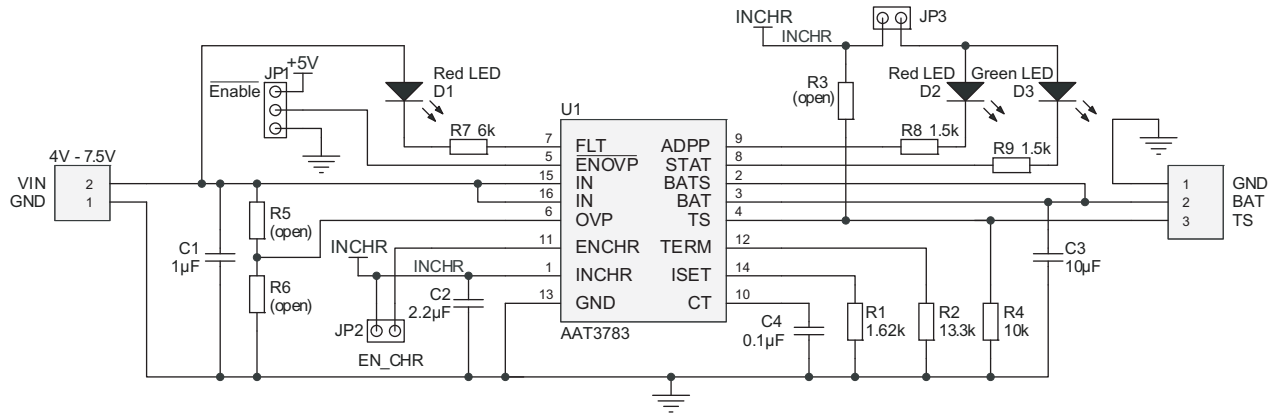 INCHR
JP3
INCHR
+5V
JP1
Enable
Red LED
D1
R3
(open)
Red LED
D2
Green LED
D3
U1
R7 6k
R8 1.5k
R9 1.5k
4V - 7.5V
VIN 2
GND 1
7 FLT
5 ENOVP
15 IN
16 IN
6 OVP
11 ENCHR
1 INCHR
13 GND
ADPP 9
STAT 8
BATS 2
BAT 3
TS 4
TERM 12
ISET 14
CT 10
AAT3783
1 GND
2 BAT
3 TS
R5
(open)
C1
1µF
R6
(open)
INCHR
INCHR
C2
2.2µF
JP2
EN_CHR
C4
0.1µF
R1
1.62k
R2
13.3k
R4
10k
C3
10µF